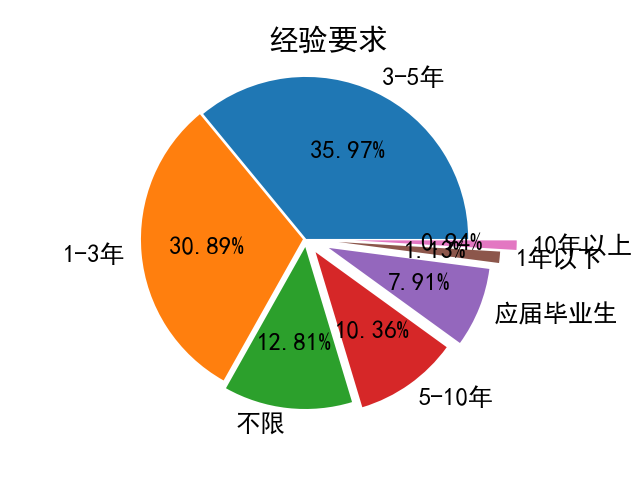 经验要求
3-5年
35.97%
30.89%
1-3年
0.94%
10年以上
1.13%
1年以下
7.91%
应届毕业生
10.36%
12.81%
5-10年
不限